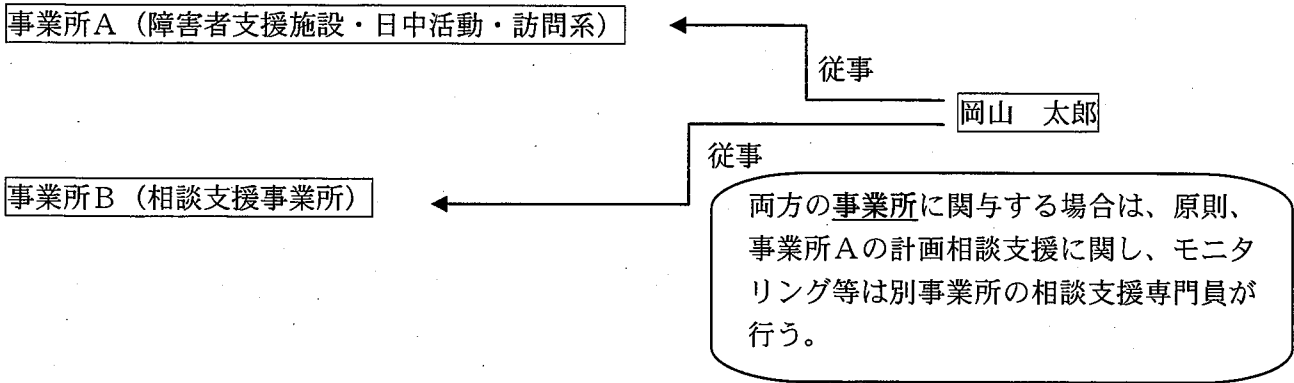 事業所A（障害者支援施設・日中活動・訪問系）
従事
岡山　太郎
従事
事業所B（相談支援事業所）
両方の事業所に関与する場合は、原則、
事業所Aの計画相談支援に関し、モニタ
リング等は別事業所の相談支援専門員が
行う。